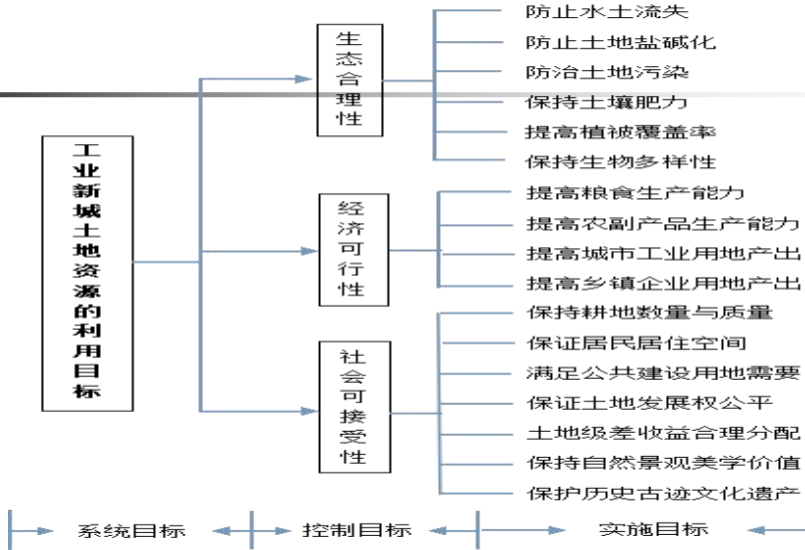 工业新城土地资源的利用目标
生态合理性
防止水土流失
防止土地盐碱化
防治土地污染
保持土壤肥力
提高植被覆盖率
保持生物多样性
经济可行性
提高粮食生产能力
提高农副产品生产能力
提高城市工业用地产出
提高乡镇企业用地产出
社会可接受性
保持耕地数量与质量
保证居民居住空间
满足公共建设用地需要
保证土地发展权公平
土地级差收益合理分配
保持自然景观美学价值
保护历史古迹文化遗产
系统目标
控制目标
实施目标